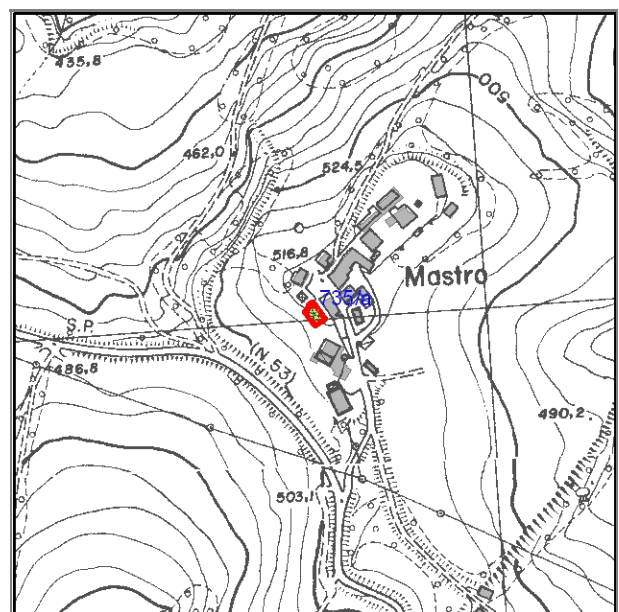 435,8
500
462,0
524,5
516,8
Mastro
735/a
S.P.
(N 53)
486,8
490,2
503,1